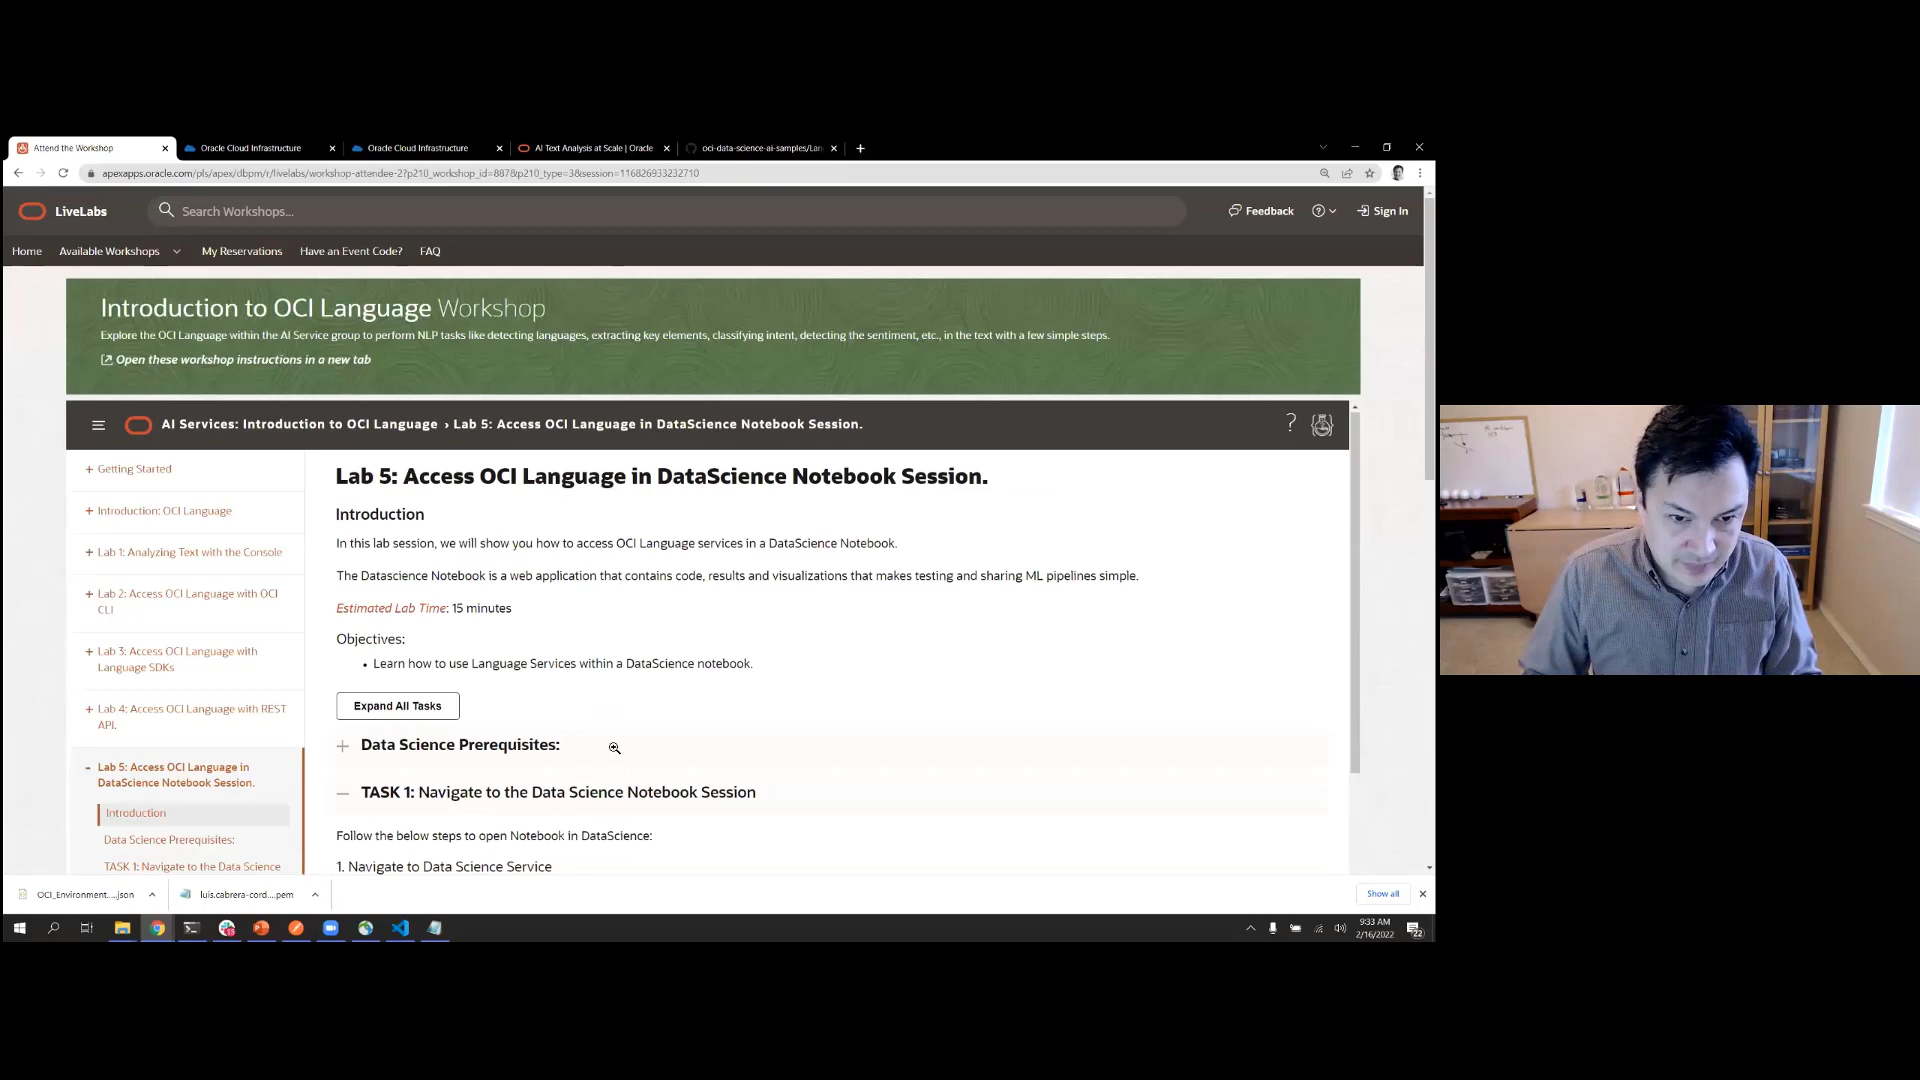 Attend the Workshop
Oracle Cloud Infrastructure
Oracle Cloud Infrastructure
AI Text Analysis at Scale | Oracle
oci-data-science-ai-samples/Lan
apexapps.oracle.com/pls/apex/dbpm/r/livelabs/workshop-attendee-2?p210_workshop_id=887&p210_type=3&session=116826933232710
LiveLabs
Search Workshops...
Feedback
Sign In
Home
Available Workshops
My Reservations
Have an Event Code?
FAQ
Introduction to OCI Language Workshop
Explore the OCI Language within the AI Service group to perform NLP tasks like detecting languages, extracting key elements, classifying intent, detecting the sentiment, etc., in the text with a few simple steps.
Open these workshop instructions in a new tab
AI Services: Introduction to OCI Language › Lab 5: Access OCI Language in DataScience Notebook Session.
+ Getting Started
+ Introduction: OCI Language
+ Lab 1: Analyzing Text with the Console
+ Lab 2: Access OCI Language with OCI
CLI
+ Lab 3: Access OCI Language with
Language SDKs
+ Lab 4: Access OCI Language with REST
API.
- Lab 5: Access OCI Language in
DataScience Notebook Session.
Introduction
Data Science Prerequisites:
TASK 1: Navigate to the Data Science
Lab 5: Access OCI Language in DataScience Notebook Session.
Introduction
In this lab session, we will show you how to access OCI Language services in a DataScience Notebook.
The Datascience Notebook is a web application that contains code, results and visualizations that makes testing and sharing ML pipelines simple.
Estimated Lab Time: 15 minutes
Objectives:
• Learn how to use Language Services within a DataScience notebook.
Expand All Tasks
+ Data Science Prerequisites:
— TASK 1: Navigate to the Data Science Notebook Session
Follow the below steps to open Notebook in DataScience:
1. Navigate to Data Science Service
OCI_Environment....json
luis.cabrera-cord....pem
Show all
9:33 AM
2/16/2022
22